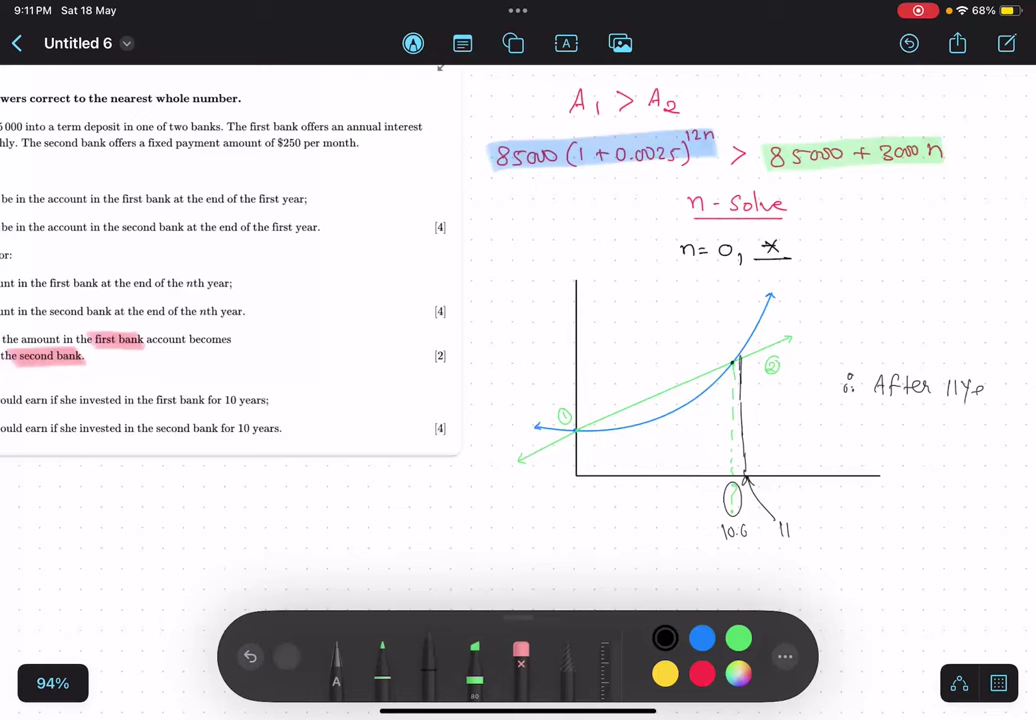 9:11PM Sat 18 May
68%
Untitled 6
A
wers correct to the nearest whole number.
5 000 into a term deposit in one of two banks. The first bank offers an annual interest
hly. The second bank offers a fixed payment amount of $250 per month.
be in the account in the first bank at the end of the first year;
be in the account in the second bank at the end of the first year. [4]
or:
unt in the first bank at the end of the nth year;
unt in the second bank at the end of the nth year. [4]
the amount in the first bank account becomes
the second bank. [2]
ould earn if she invested in the first bank for 10 years;
ould earn if she invested in the second bank for 10 years. [4]
A₁ > A₂
85000 (1 + 0.0025)^12n > 85000 + 3000 n
n - solve
n = 0, *
①
②
∴ After 11 Ye
?
10.6
11
A
80
94%